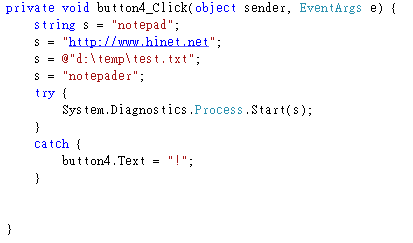 private void button4_Click(object sender, EventArgs e) {
    string s = "notepad";
    s = "http://www.hinet.net";
    s = @"d:\temp\test.txt";
    s = "notepader";
    try {
        System.Diagnostics.Process.Start(s);
    }
    catch {
        button4.Text = "!";
    }
}